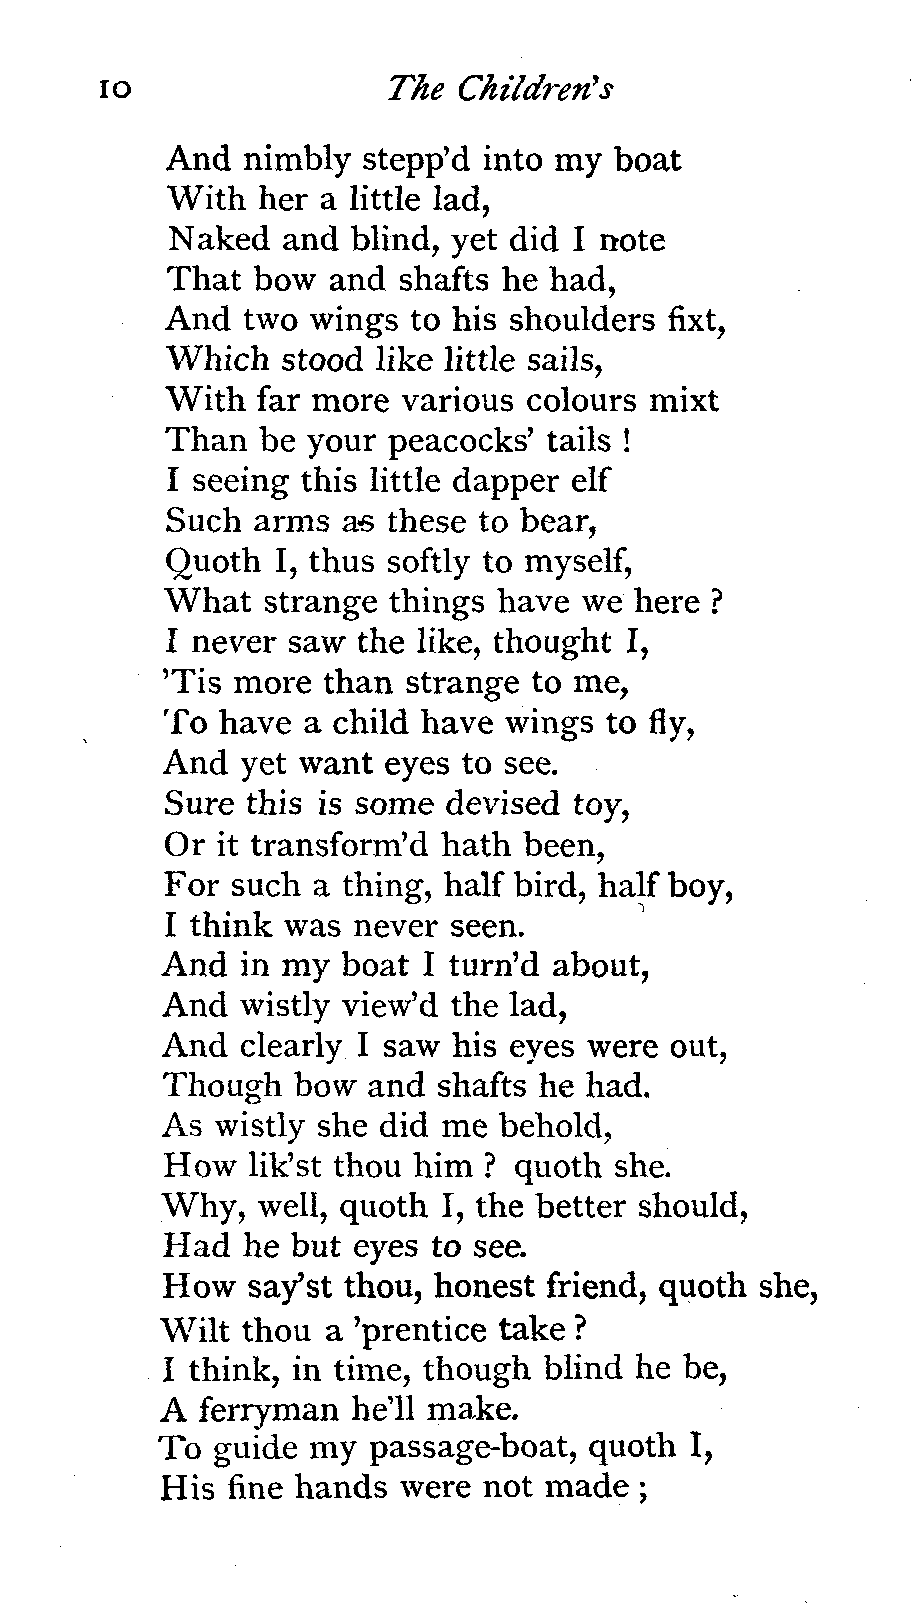 10 The Children's
And nimbly stepp'd into my boat
With her a little lad,
Naked and blind, yet did I note
That bow and shafts he had,
And two wings to his shoulders fixt,
Which stood like little sails,
With far more various colours mixt
Than be your peacocks' tails !
I seeing this little dapper elf
Such arms as these to bear,
Quoth I, thus softly to myself,
What strange things have we here ?
I never saw the like, thought I,
'Tis more than strange to me,
To have a child have wings to fly,
And yet want eyes to see.
Sure this is some devised toy,
Or it transform'd hath been,
For such a thing, half bird, half boy,
I think was never seen.
And in my boat I turn'd about,
And wistly view'd the lad,
And clearly I saw his eyes were out,
Though bow and shafts he had.
As wistly she did me behold,
How lik'st thou him ? quoth she.
Why, well, quoth I, the better should,
Had he but eyes to see.
How say'st thou, honest friend, quoth she,
Wilt thou a 'prentice take ?
I think, in time, though blind he be,
A ferryman he'll make.
To guide my passage-boat, quoth I,
His fine hands were not made ;